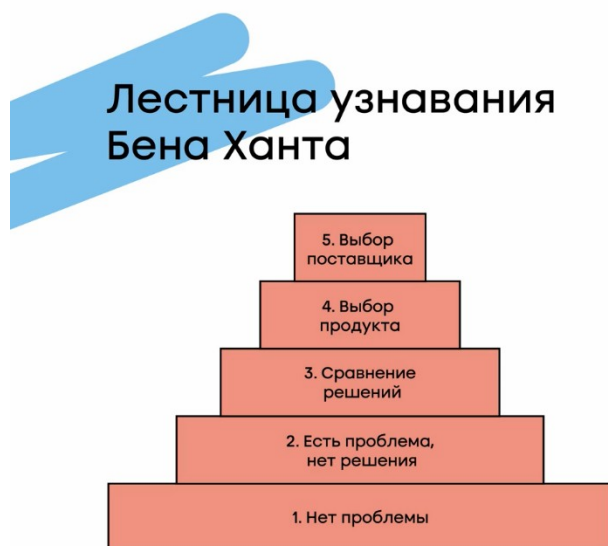 Лестница узнавания
Бена Ханта
5. Выбор
поставщика
4. Выбор
продукта
3. Сравнение
решений
2. Есть проблема,
нет решения
1. Нет проблемы